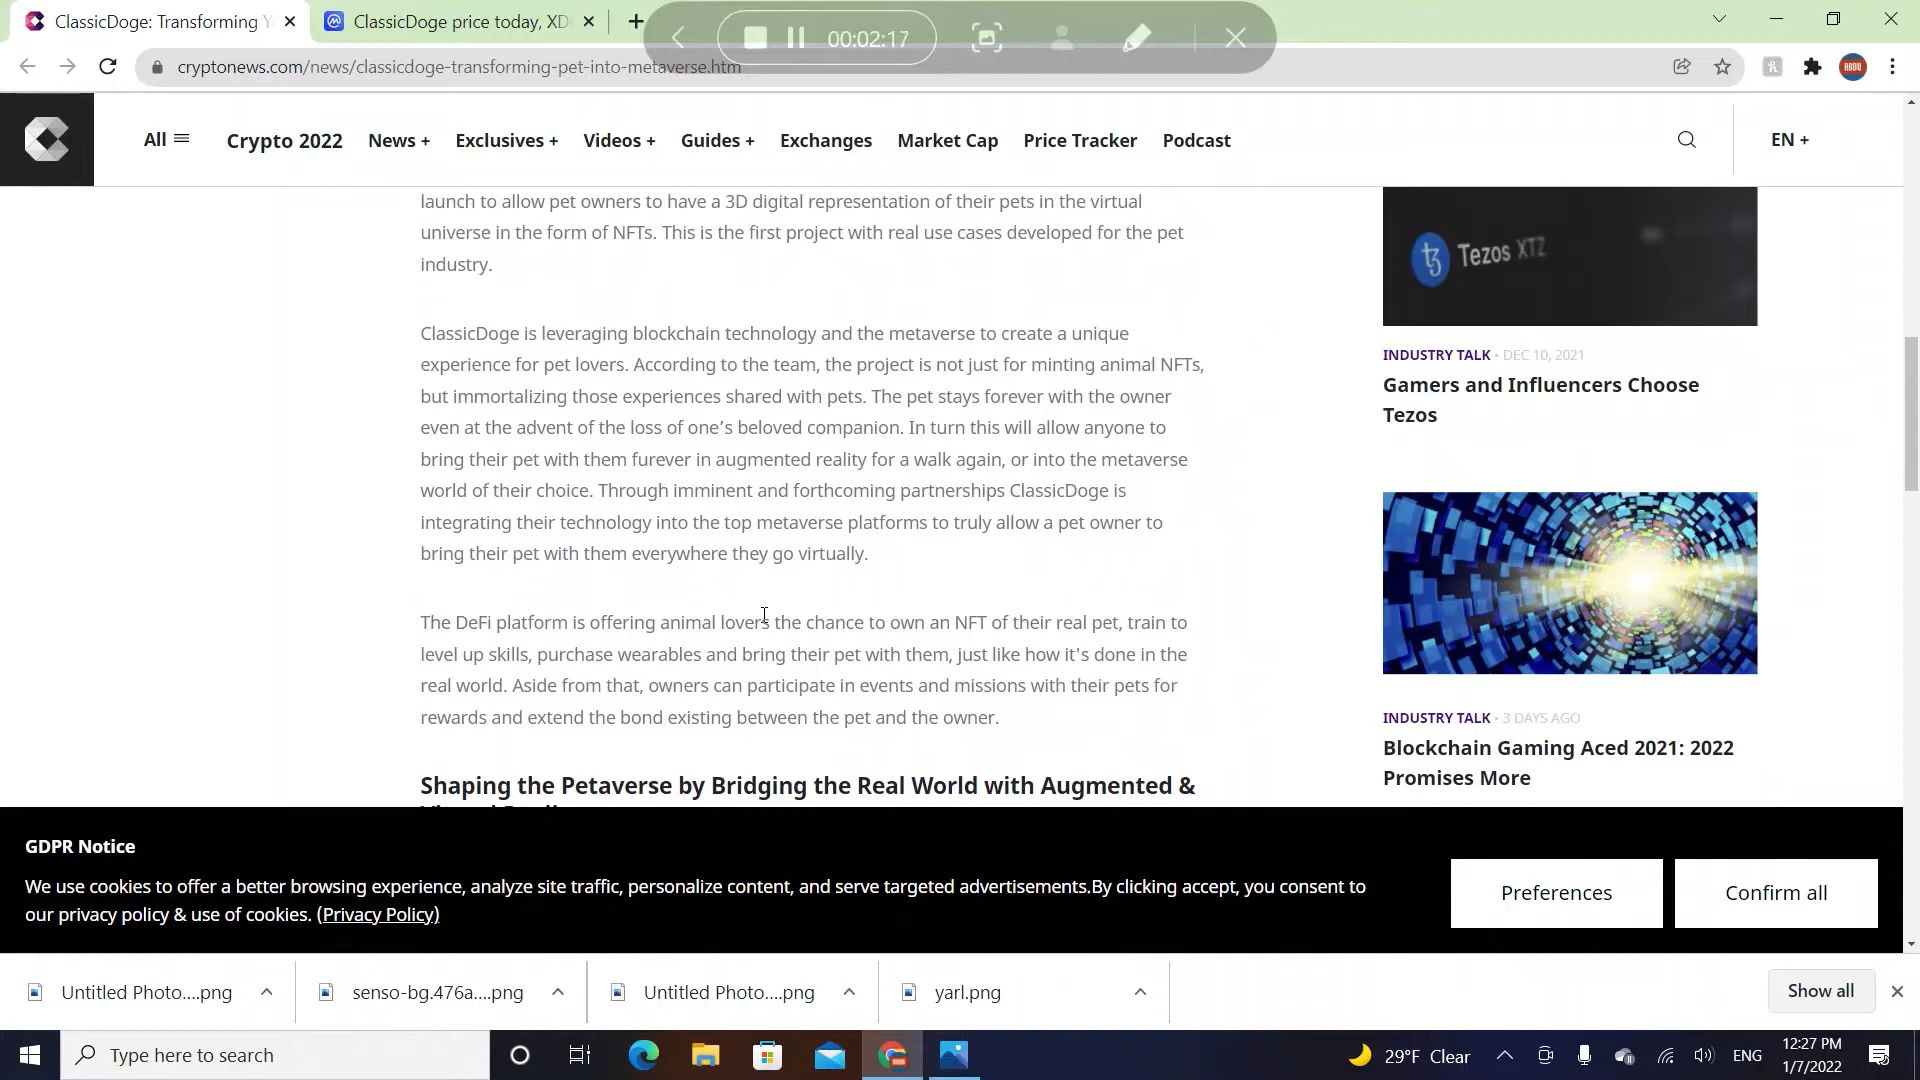 ClassicDoge: Transforming Y
ClassicDoge price today, XD
00:02:17
cryptonews.com/news/classicdoge-transforming-pet-into-metaverse.htm
ABDU
All
Crypto 2022
News +
Exclusives +
Videos +
Guides +
Exchanges
Market Cap
Price Tracker
Podcast
EN +
launch to allow pet owners to have a 3D digital representation of their pets in the virtual
universe in the form of NFTs. This is the first project with real use cases developed for the pet
industry.
ClassicDoge is leveraging blockchain technology and the metaverse to create a unique
experience for pet lovers. According to the team, the project is not just for minting animal NFTs,
but immortalizing those experiences shared with pets. The pet stays forever with the owner
even at the advent of the loss of one’s beloved companion. In turn this will allow anyone to
bring their pet with them furever in augmented reality for a walk again, or into the metaverse
world of their choice. Through imminent and forthcoming partnerships ClassicDoge is
integrating their technology into the top metaverse platforms to truly allow a pet owner to
bring their pet with them everywhere they go virtually.
The DeFi platform is offering animal lovers the chance to own an NFT of their real pet, train to
level up skills, purchase wearables and bring their pet with them, just like how it's done in the
real world. Aside from that, owners can participate in events and missions with their pets for
rewards and extend the bond existing between the pet and the owner.
Shaping the Petaverse by Bridging the Real World with Augmented &
Tezos XTZ
INDUSTRY TALK • DEC 10, 2021
Gamers and Influencers Choose
Tezos
INDUSTRY TALK • 3 DAYS AGO
Blockchain Gaming Aced 2021: 2022
Promises More
GDPR Notice
We use cookies to offer a better browsing experience, analyze site traffic, personalize content, and serve targeted advertisements.By clicking accept, you consent to
our privacy policy & use of cookies. (Privacy Policy)
Preferences
Confirm all
Untitled Photo....png
senso-bg.476a....png
Untitled Photo....png
yarl.png
Show all
Type here to search
29°F Clear
ENG
12:27 PM
1/7/2022